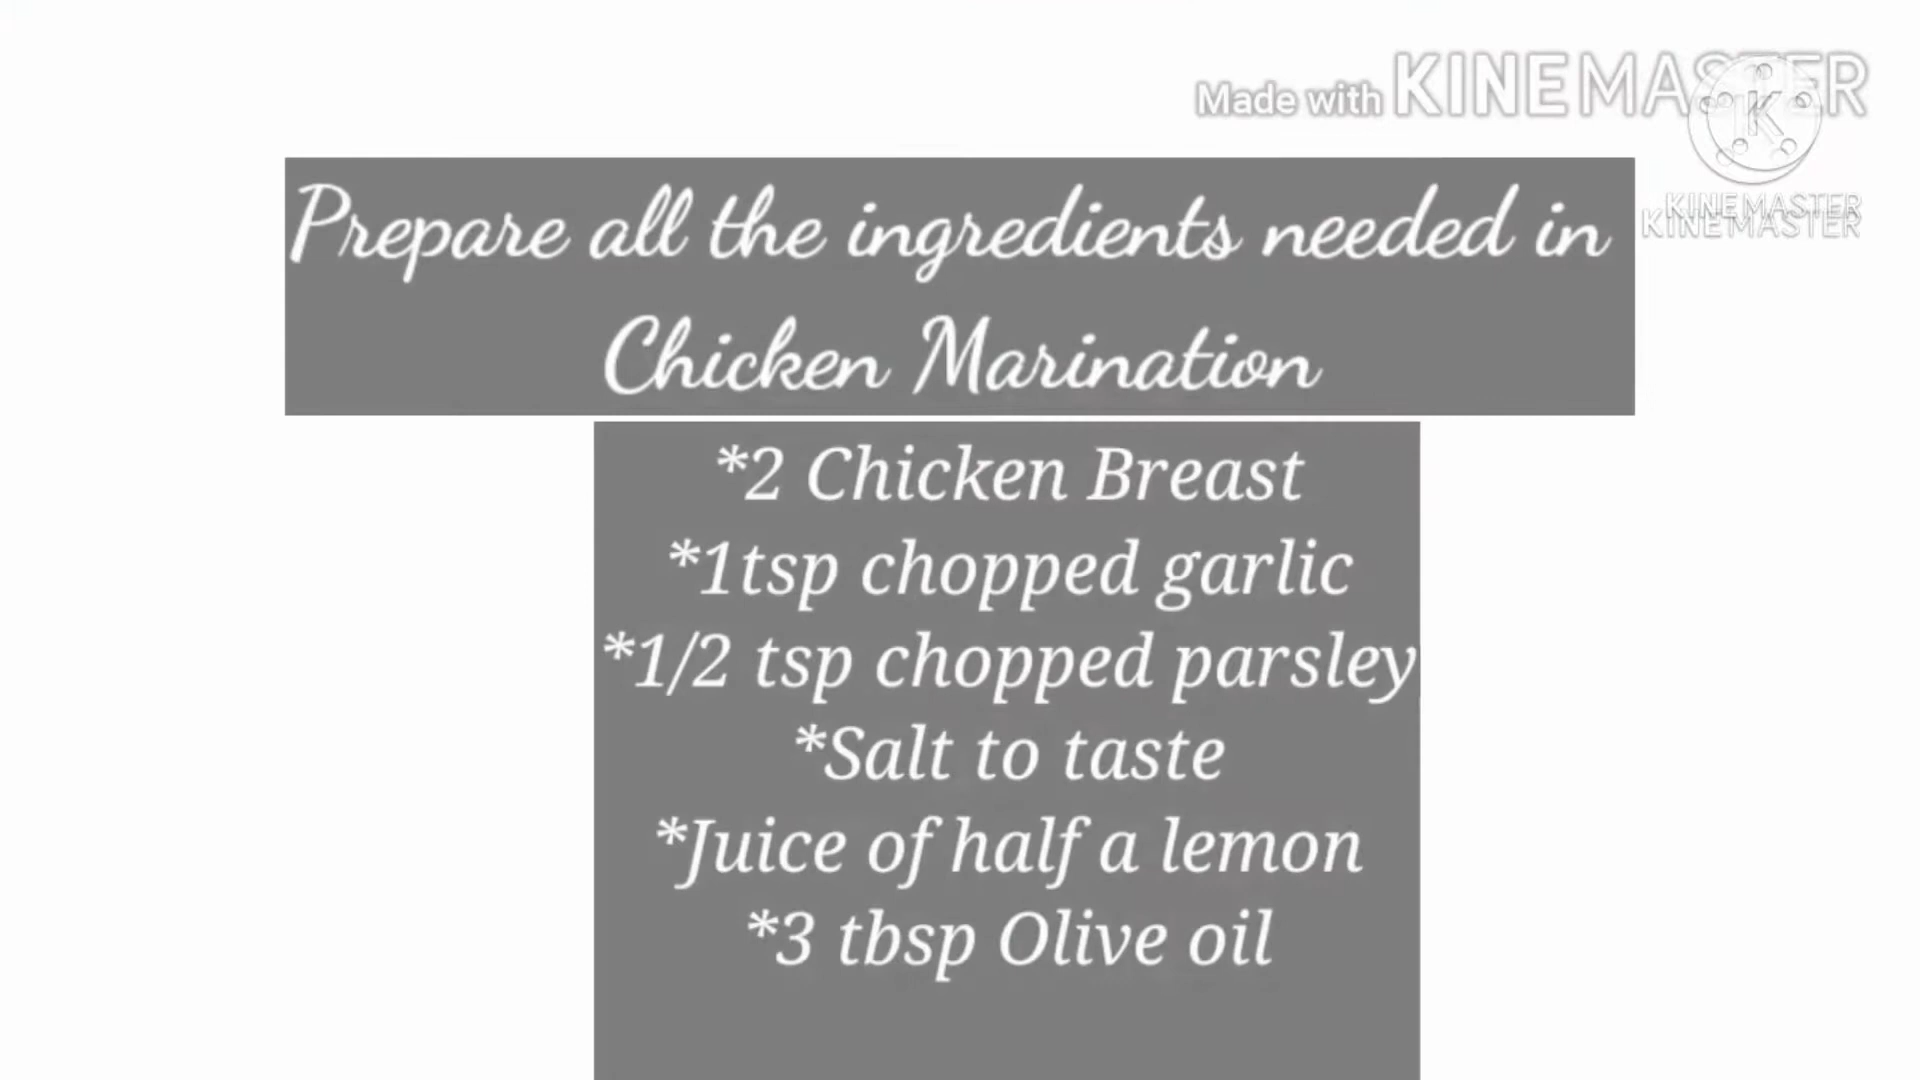 Made with KINEMASTER
KINEMASTER
KINEMASTER
Prepare all the ingredients needed in
Chicken Marination
*2 Chicken Breast
*1tsp chopped garlic
*1/2 tsp chopped parsley
*Salt to taste
*Juice of half a lemon
*3 tbsp Olive oil